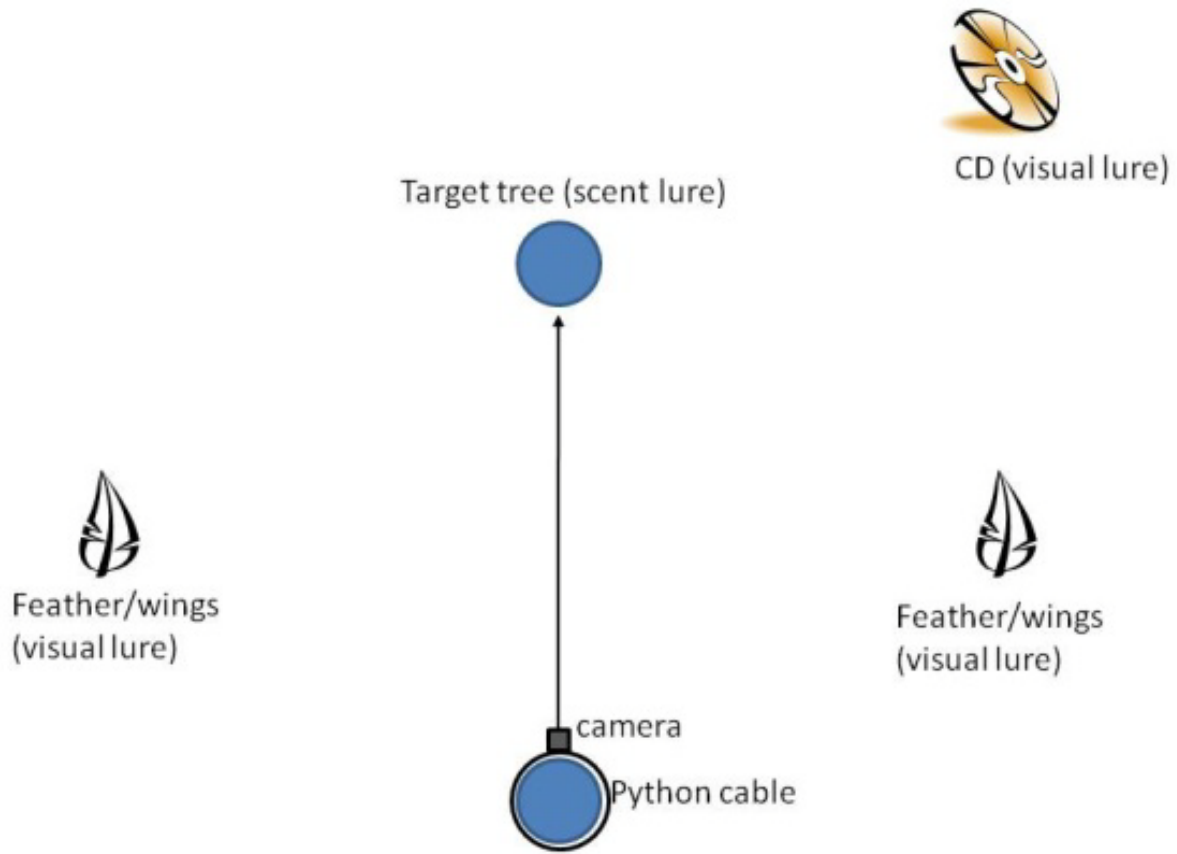 CD (visual lure)
Target tree (scent lure)
Feather/wings
(visual lure)
Feather/wings
(visual lure)
camera
Python cable